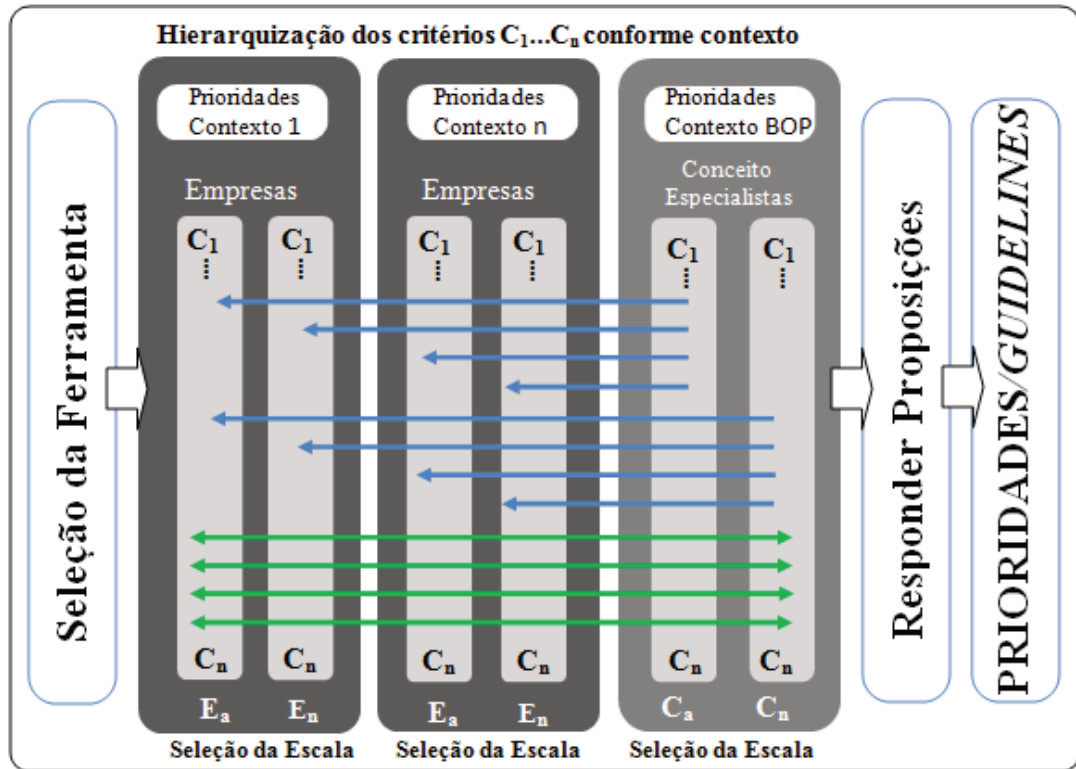 Hierarquização dos critérios C1...Cn conforme contexto
Seleção da Ferramenta
Prioridades
Contexto 1
Empresas
C1
C1
Cn
Cn
Ea
En
Seleção da Escala
Prioridades
Contexto n
Empresas
C1
C1
Cn
Cn
Ea
En
Seleção da Escala
Prioridades
Contexto BOP
Conceito
Especialistas
C1
C1
Cn
Cn
Ca
Cn
Seleção da Escala
Responder Proposições
PRIORIDADES/GUIDELINES